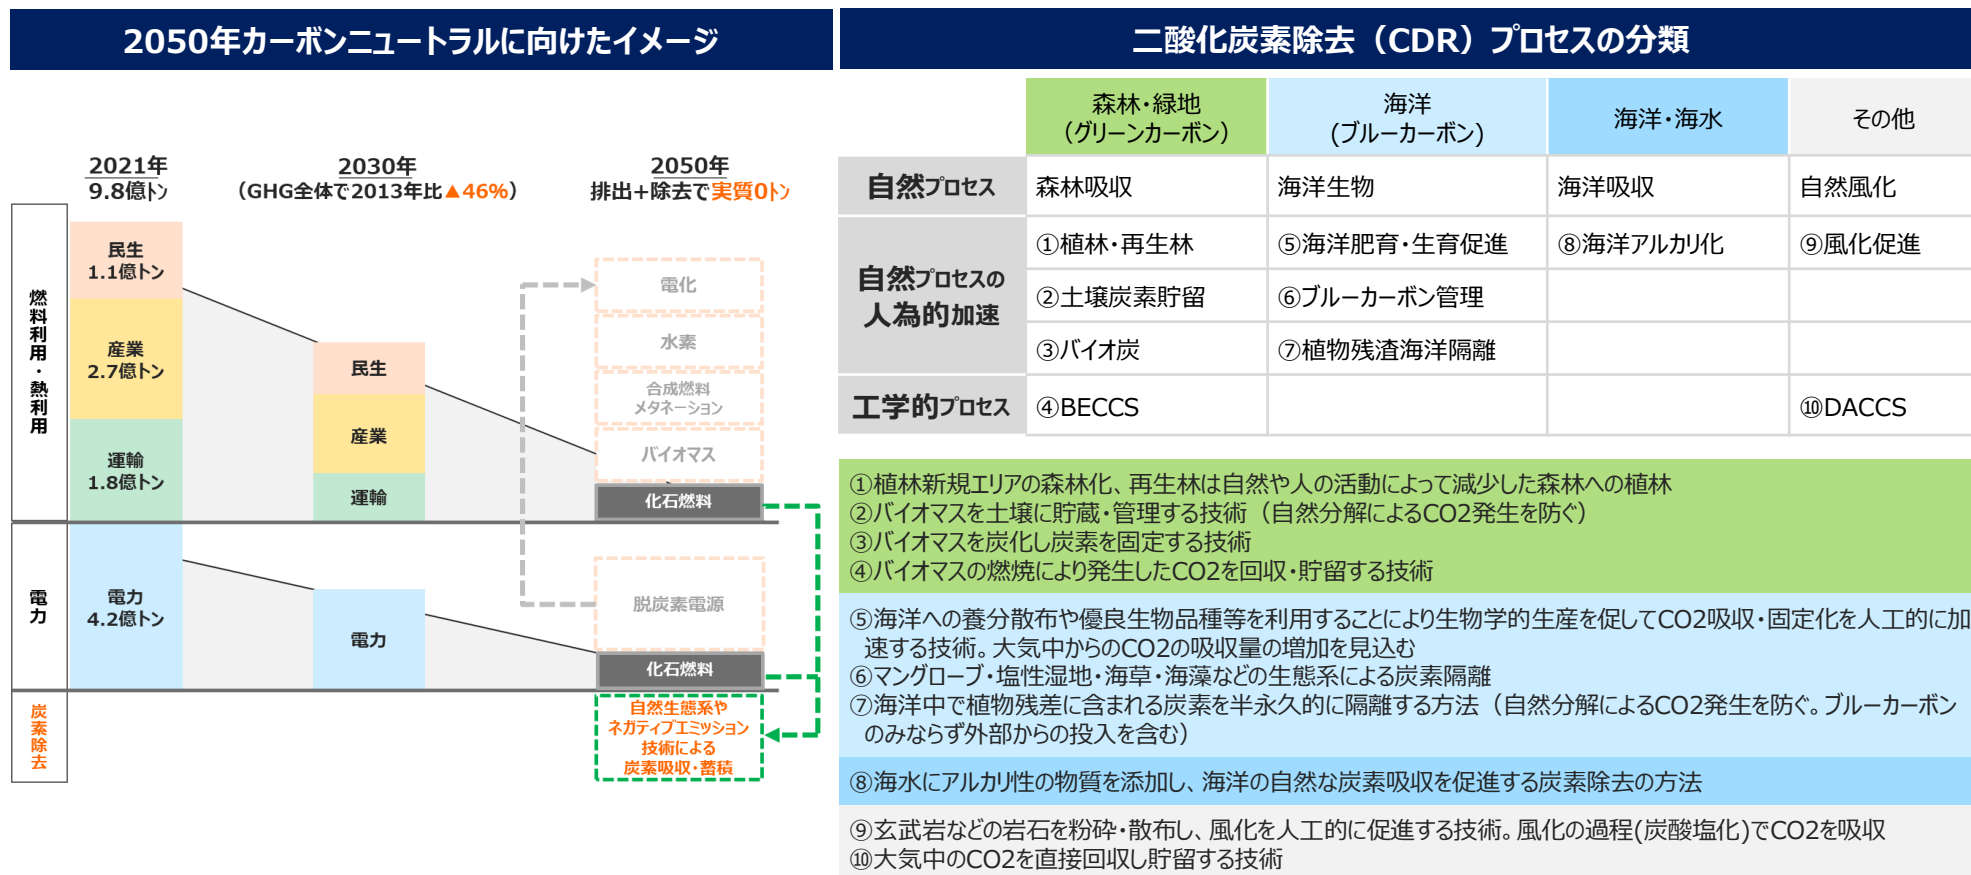 2050年カーボンニュートラルに向けたイメージ
2021年
9.8億トン
2030年
（GHG全体で2013年比▲46%）
2050年
排出+除去で実質0トン
燃料利用・熱利用
民生
1.1億トン
産業
2.7億トン
運輸
1.8億トン
民生
産業
運輸
電化
水素
合成燃料
メタネーション
バイオマス
化石燃料
電力
電力
4.2億トン
電力
脱炭素電源
化石燃料
炭素除去
自然生態系や
ネガティブエミッション
技術による
炭素吸収・蓄積
二酸化炭素除去（CDR）プロセスの分類
森林・緑地
（グリーンカーボン）
海洋
(ブルーカーボン)
海洋・海水
その他
自然プロセス
森林吸収
海洋生物
海洋吸収
自然風化
自然プロセスの
人為的加速
①植林・再生林
⑤海洋肥育・生育促進
⑧海洋アルカリ化
⑨風化促進
②土壌炭素貯留
⑥ブルーカーボン管理
③バイオ炭
⑦植物残渣海洋隔離
工学的プロセス
④BECCS
⑩DACCS
①植林新規エリアの森林化、再生林は自然や人の活動によって減少した森林への植林
②バイオマスを土壌に貯蔵・管理する技術（自然分解によるCO2発生を防ぐ）
③バイオマスを炭化し炭素を固定する技術
④バイオマスの燃焼により発生したCO2を回収・貯留する技術
⑤海洋への養分散布や優良生物品種等を利用することにより生物学的生産を促してCO2吸収・固定化を人工的に加
速する技術。大気中からのCO2の吸収量の増加を見込む
⑥マングローブ・塩性湿地・海草・海藻などの生態系による炭素隔離
⑦海洋中で植物残差に含まれる炭素を半永久的に隔離する方法（自然分解によるCO2発生を防ぐ。ブルーカーボン
のみならず外部からの投入を含む）
⑧海水にアルカリ性の物質を添加し、海洋の自然な炭素吸収を促進する炭素除去の方法
⑨玄武岩などの岩石を粉砕・散布し、風化を人工的に促進する技術。風化の過程(炭酸塩化)でCO2を吸収
⑩大気中のCO2を直接回収し貯留する技術